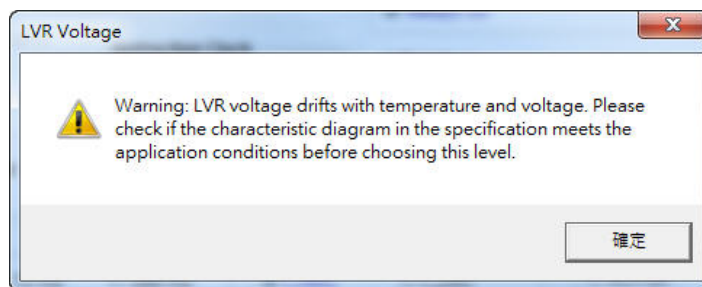 LVR Voltage
Warning: LVR voltage drifts with temperature and voltage. Please
check if the characteristic diagram in the specification meets the
application conditions before choosing this level.
確定